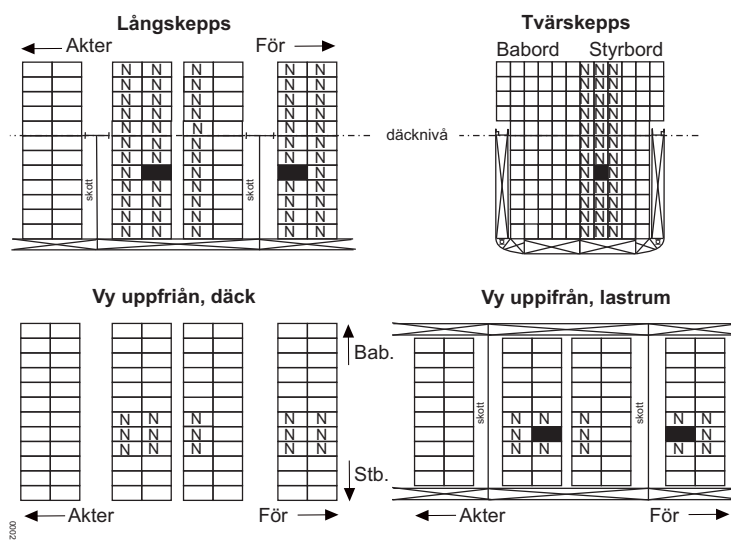 Långskepps
Akter För
N N N N N
N N N N N
N N N N N
N N N N N
N N N N N
N N N N N
N N N N N
N N N
N N N N N
N N N N N
N N N N N
N N N N N
skott
skott
däcknivå
Tvärskepps
Babord Styrbord
N N N
N N N
N N N
N N N
N N N
N N N
N N N
N N
N N N
N N N
N N N
N N N
Vy uppfriån, däck
Bab.
N N N N N
N N N N N
N N N N N
Stb.
Akter För
Vy uppifrån, lastrum
skott
skott
N N N N N
N N N
N N N N N
Akter För
0002